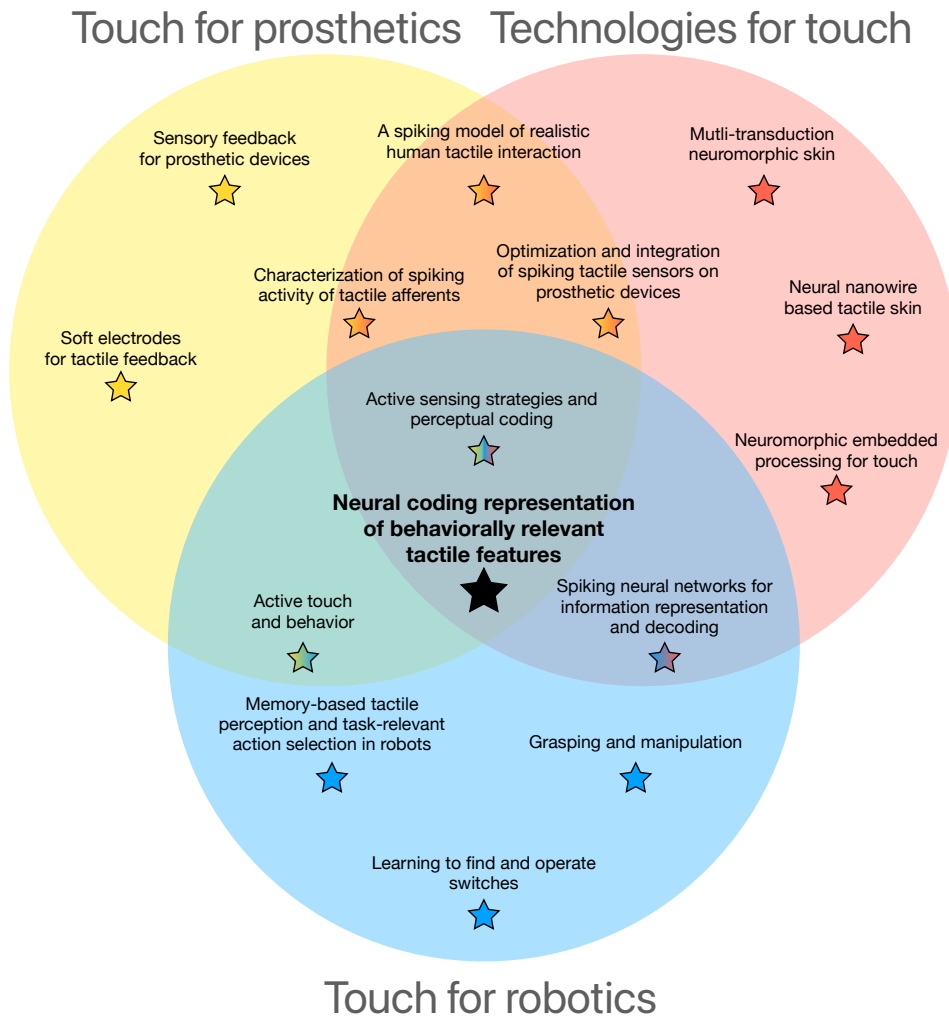 Touch for prosthetics
Technologies for touch
Sensory feedback
for prosthetic devices
A spiking model of realistic
human tactile interaction
Mutli-transduction
neuromorphic skin
Characterization of spiking
activity of tactile afferents
Optimization and integration
of spiking tactile sensors on
prosthetic devices
Neural nanowire
based tactile skin
Soft electrodes
for tactile feedback
Active sensing strategies and
perceptual coding
Neuromorphic embedded
processing for touch
Neural coding representation
of behaviorally relevant
tactile features
Active touch
and behavior
Spiking neural networks for
information representation
and decoding
Memory-based tactile
perception and task-relevant
action selection in robots
Grasping and manipulation
Learning to find and operate
switches
Touch for robotics